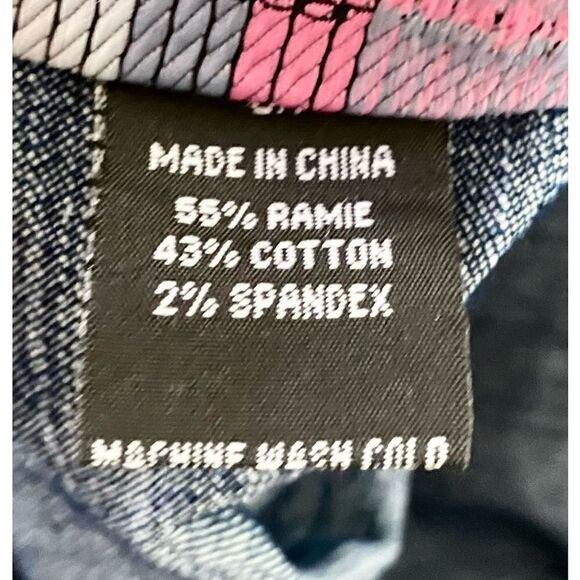 MADE IN CHINA
55% RAMIE
43% COTTON
2% SPANDEX
MACHINE WASH COLD